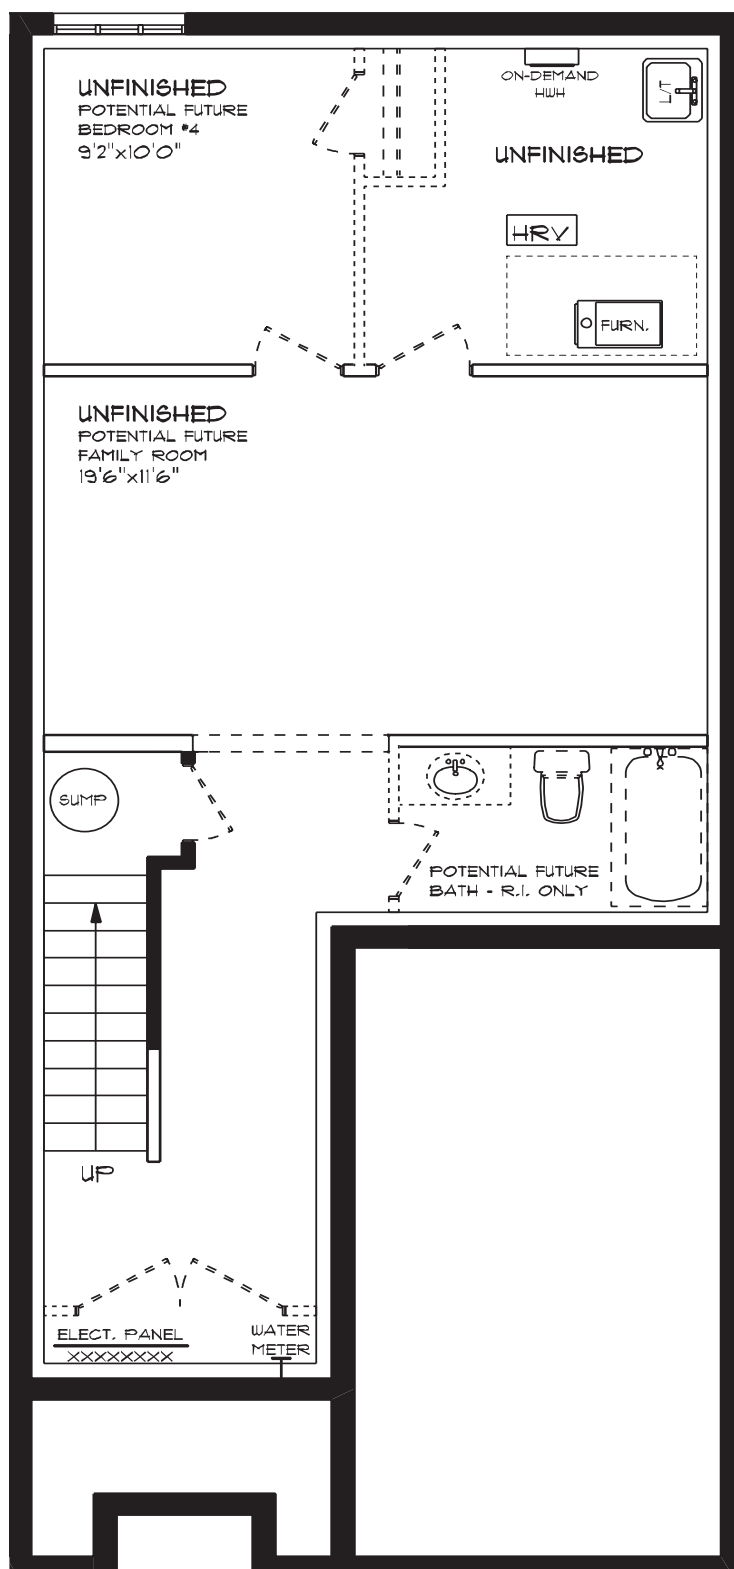 UNFINISHED
POTENTIAL FUTURE
BEDROOM #4
9'2"x10'0"
ON-DEMAND
HWH
L/T
UNFINISHED
HRV
FURN.
UNFINISHED
POTENTIAL FUTURE
FAMILY ROOM
19'6"x11'6"
SUMP
POTENTIAL FUTURE
BATH - R.I. ONLY
UP
ELECT. PANEL
XXXXXXXX
WATER
METER